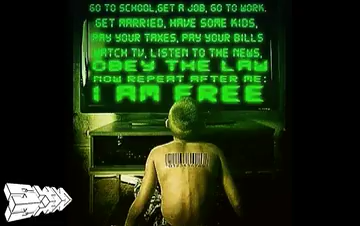 GO TO SCHOOL,GET A JOB, GO TO WORK.
GET MARRIED, HAVE SOME KIDS,
PAY YOUR TAXES, PAY YOUR BILLS
WATCH TV, LISTEN TO THE NEWS,
OBEY THE LAW
NOW REPEAT AFTER ME:
I AM FREE